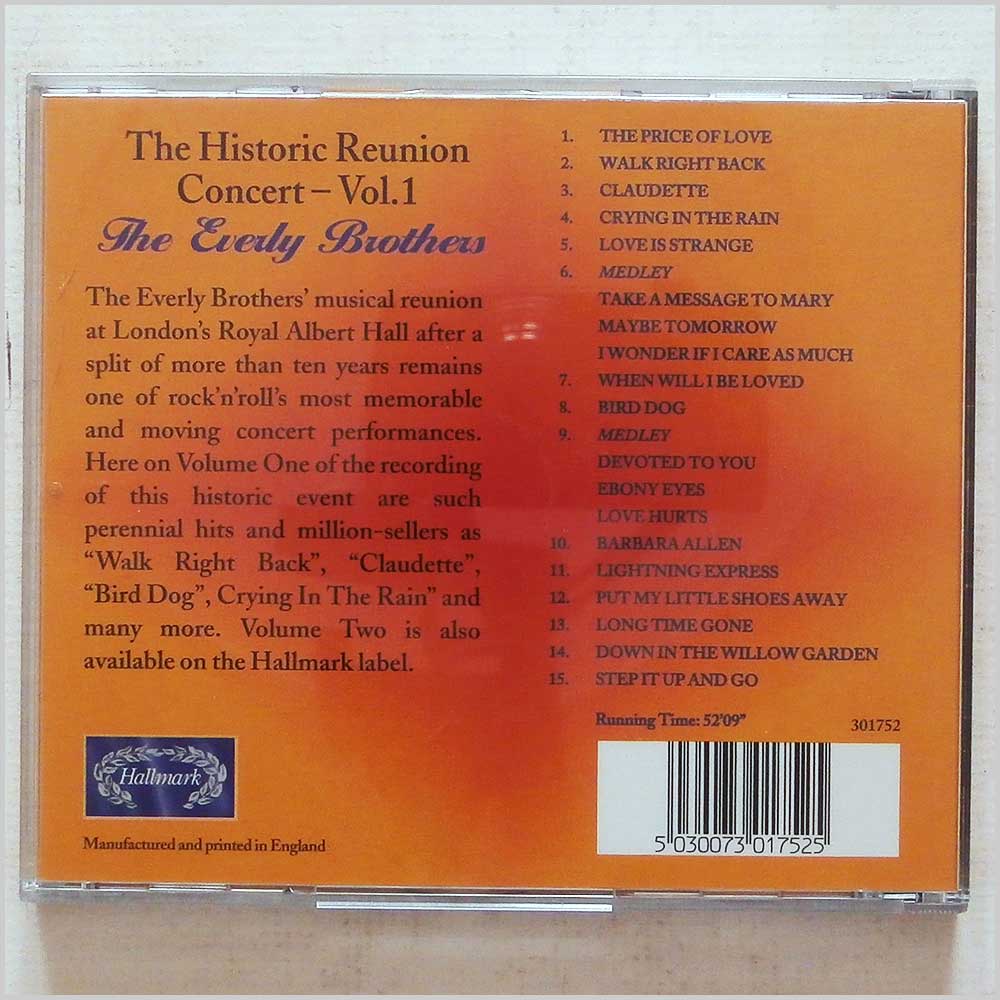 The Historic Reunion
Concert – Vol.1
The Everly Brothers
The Everly Brothers’ musical reunion
at London’s Royal Albert Hall after a
split of more than ten years remains
one of rock’n’roll’s most memorable
and moving concert performances.
Here on Volume One of the recording
of this historic event are such
perennial hits and million-sellers as
“Walk Right Back”, “Claudette”,
“Bird Dog”, Crying In The Rain” and
many more. Volume Two is also
available on the Hallmark label.
Hallmark
Manufactured and printed in England
1. THE PRICE OF LOVE
2. WALK RIGHT BACK
3. CLAUDETTE
4. CRYING IN THE RAIN
5. LOVE IS STRANGE
6. MEDLEY
TAKE A MESSAGE TO MARY
MAYBE TOMORROW
I WONDER IF I CARE AS MUCH
7. WHEN WILL I BE LOVED
8. BIRD DOG
9. MEDLEY
DEVOTED TO YOU
EBONY EYES
LOVE HURTS
10. BARBARA ALLEN
11. LIGHTNING EXPRESS
12. PUT MY LITTLE SHOES AWAY
13. LONG TIME GONE
14. DOWN IN THE WILLOW GARDEN
15. STEP IT UP AND GO
Running Time: 52’09”
301752
5 030073 017525